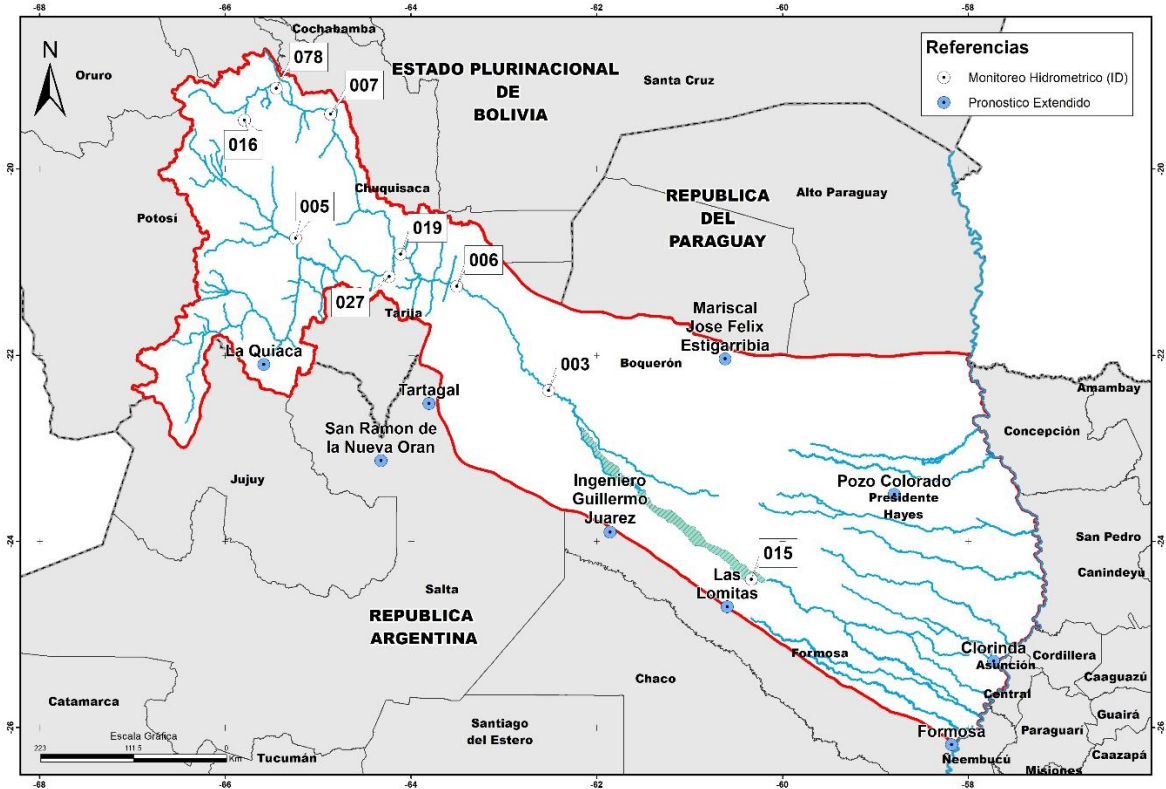 -68
-66
-64
-62
-60
-58
N
Oruro
Cochabamba
078
007
016
ESTADO PLURINACIONAL
DE
BOLIVIA
Santa Cruz
Referencias
Monitoreo Hidrometrico (ID)
Pronostico Extendido
-20
-20
Potosí
Chuquisaca
005
019
006
027
Tarija
REPUBLICA
DEL
PARAGUAY
Alto Paraguay
Mariscal
Jose Felix
Estigarribia
Boquerón
-22
-22
La Quiaca
Tartagal
003
Amambay
Concepción
San Ramon de
la Nueva Oran
Jujuy
Ingeniero
Guillermo
Juarez
Pozo Colorado
Presidente
Hayes
-24
-24
San Pedro
Canindeyú
015
Las
Lomitas
Salta
REPUBLICA
ARGENTINA
Formosa
Clorinda
Asunción
Cordillera
Caaguazú
Central
Chaco
Catamarca
Santiago
del Estero
Guairá
Paraguarí
-26
-26
Formosa
Ñeembucú
Caazapá
Misiones
Tucumán
Escala Gráfica
223
111.5
0
Km
-68
-66
-64
-62
-60
-58